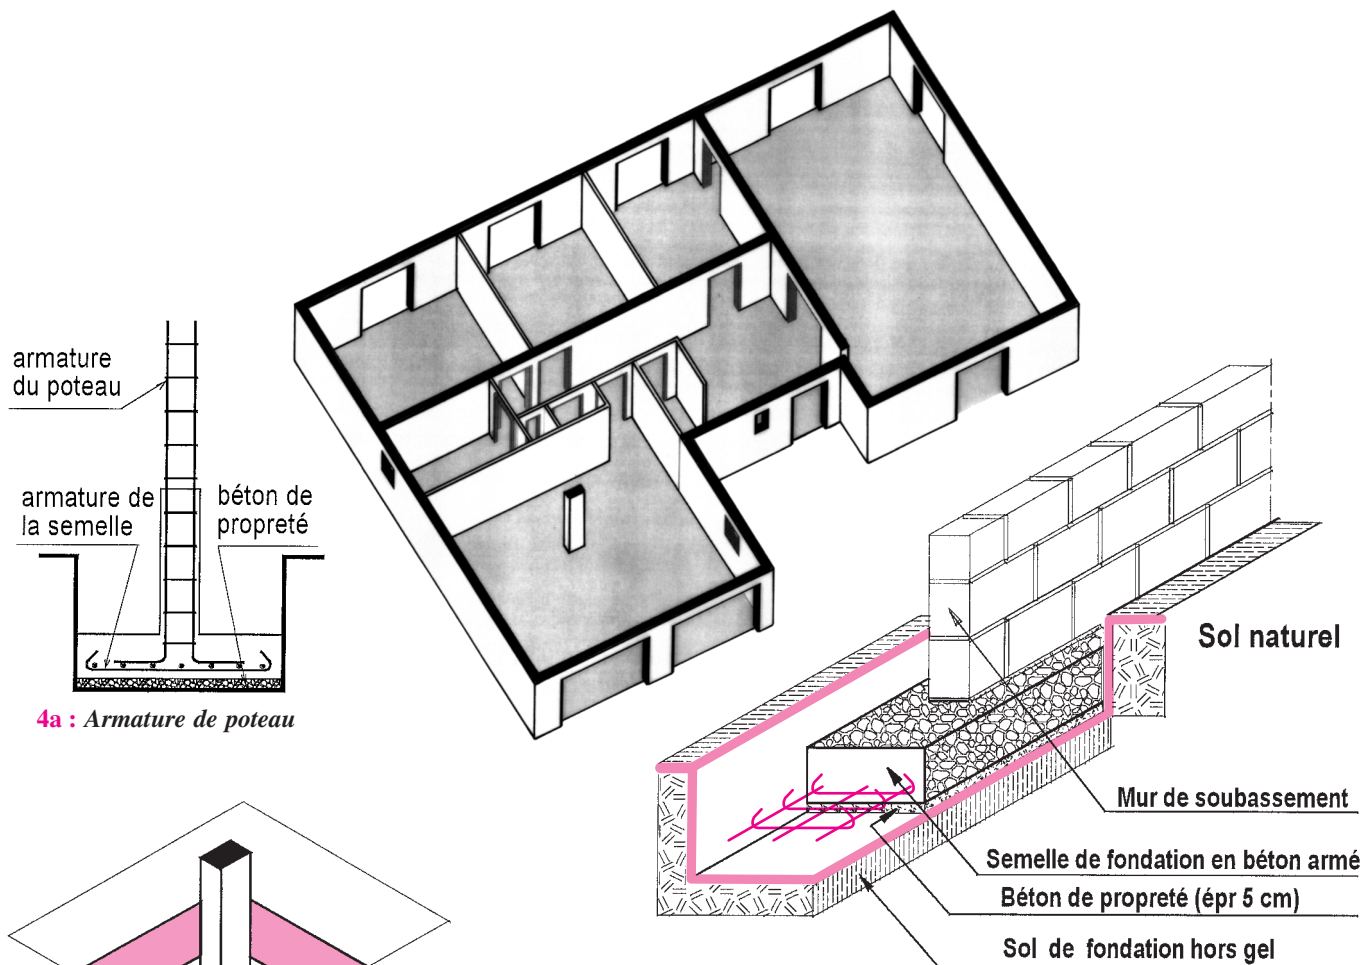 armature
du poteau
armature de
la semelle
béton de
propreté
4a : Armature de poteau
Sol naturel
Mur de soubassement
Semelle de fondation en béton armé
Béton de propreté (épr 5 cm)
Sol de fondation hors gel